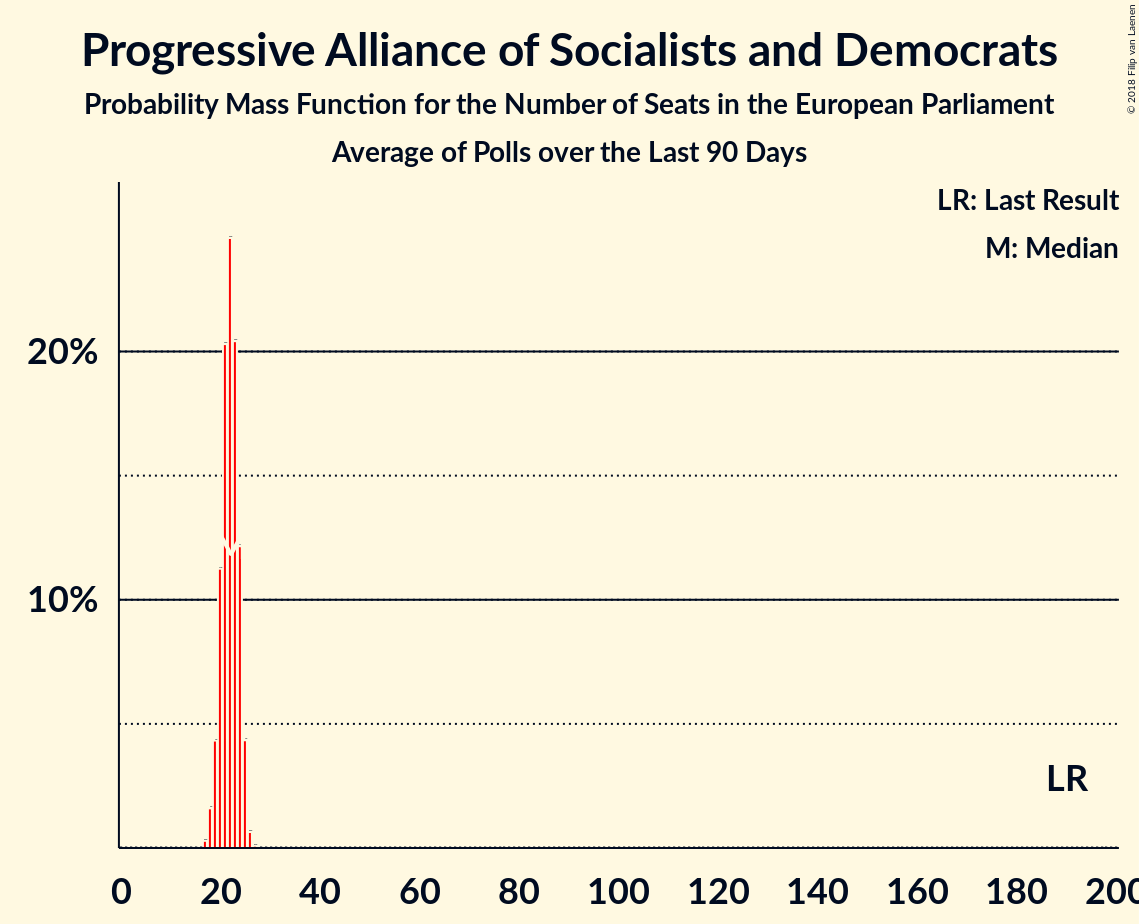 Progressive Alliance of Socialists and Democrats
Probability Mass Function for the Number of Seats in the European Parliament
Average of Polls over the Last 90 Days
© 2018 Filip van Laenen
LR: Last Result
M: Median
20%
10%
LR
0 20 40 60 80 100 120 140 160 180 200